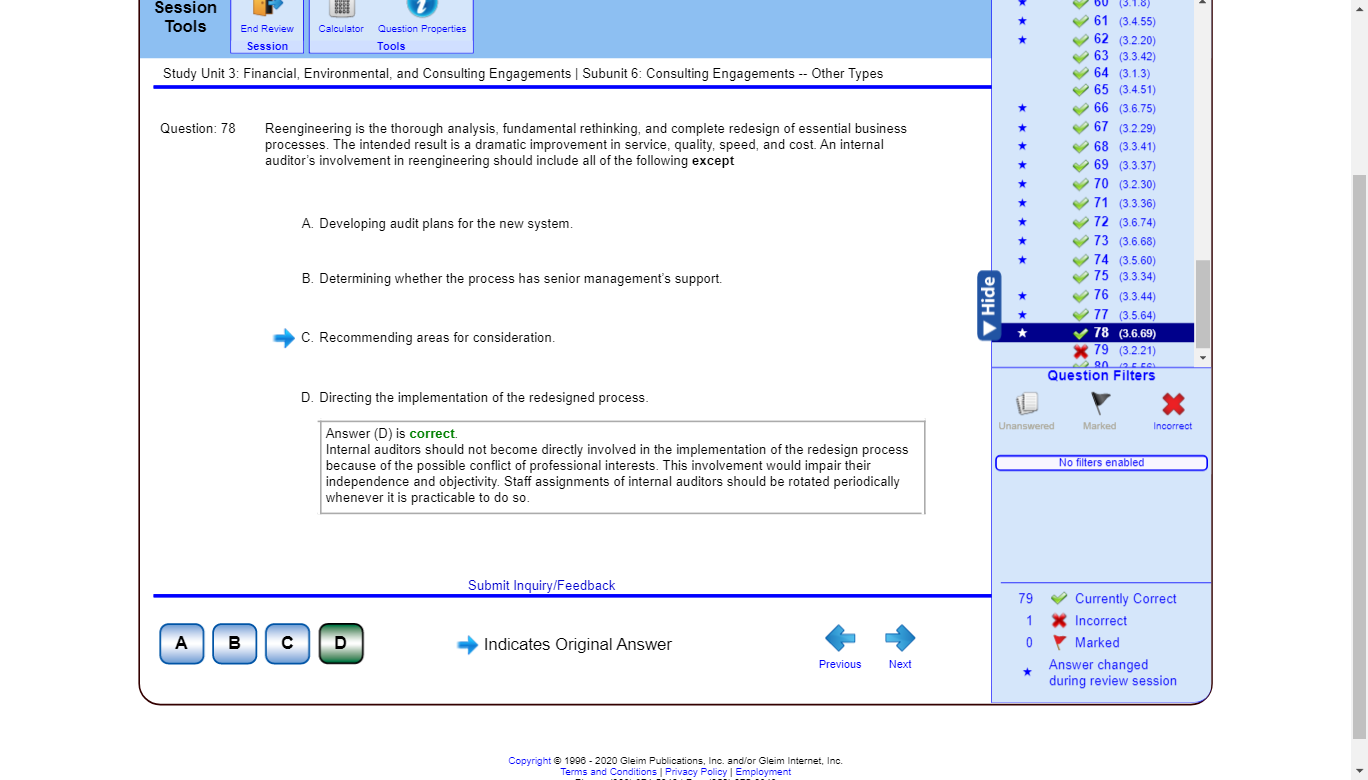 Session
Tools
End Review
Session
Calculator
Question Properties
Tools
Study Unit 3: Financial, Environmental, and Consulting Engagements | Subunit 6: Consulting Engagements -- Other Types
Question: 78
Reengineering is the thorough analysis, fundamental rethinking, and complete redesign of essential business
processes. The intended result is a dramatic improvement in service, quality, speed, and cost. An internal
auditor's involvement in reengineering should include all of the following except
A. Developing audit plans for the new system.
B. Determining whether the process has senior management's support.
C. Recommending areas for consideration.
D. Directing the implementation of the redesigned process.
Answer (D) is correct.
Internal auditors should not become directly involved in the implementation of the redesign process
because of the possible conflict of professional interests. This involvement would impair their
independence and objectivity. Staff assignments of internal auditors should be rotated periodically
whenever it is practicable to do so.
Submit Inquiry/Feedback
A B C D
Indicates Original Answer
Previous
Next
Hide
60 (3.1.8)
61 (3.4.55)
62 (3.2.20)
63 (3.3.42)
64 (3.1.3)
65 (3.4.51)
66 (3.6.75)
67 (3.2.29)
68 (3.3.41)
69 (3.3.37)
70 (3.2.30)
71 (3.3.36)
72 (3.6.74)
73 (3.6.68)
74 (3.5.60)
75 (3.3.34)
76 (3.3.44)
77 (3.5.64)
78 (3.6.69)
79 (3.2.21)
80 (3.5.56)
Question Filters
Unanswered
Marked
Incorrect
No filters enabled
79 Currently Correct
1 Incorrect
0 Marked
Answer changed
during review session
Copyright © 1996 - 2020 Gleim Publications, Inc. and/or Gleim Internet, Inc.
Terms and Conditions | Privacy Policy | Employment